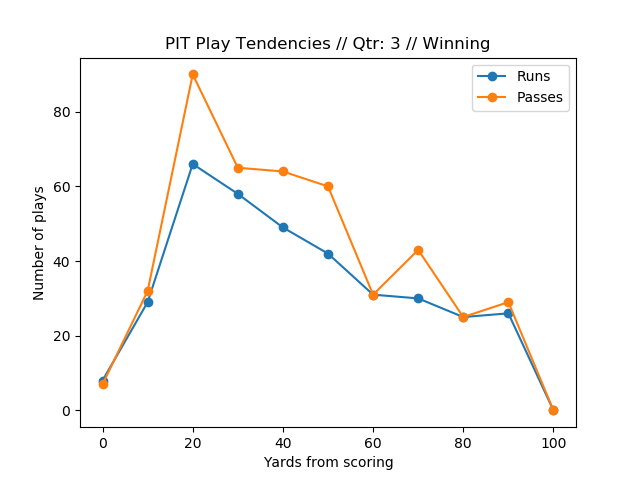 PIT Play Tendencies // Qtr: 3 // Winning
Runs
Passes
Number of plays
80
60
40
20
0
0 20 40 60 80 100
Yards from scoring